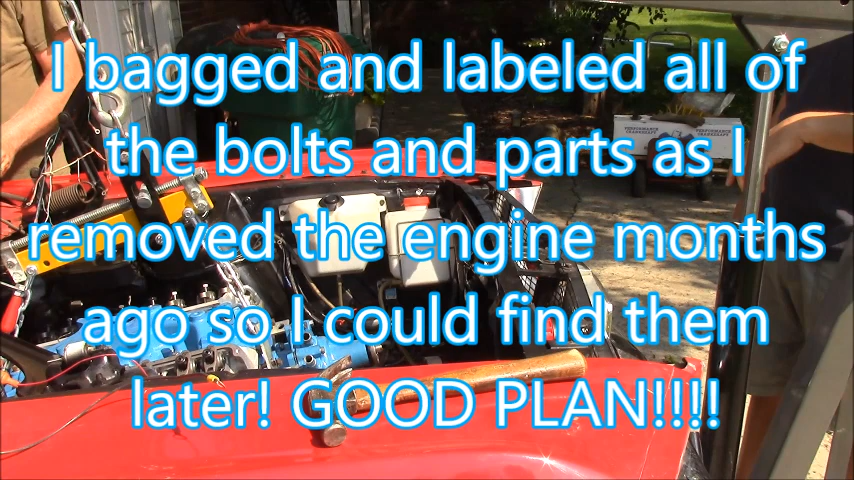 I bagged and labeled all of
the bolts and parts as I
removed the engine months
ago so I could find them
later! GOOD PLAN!!!!